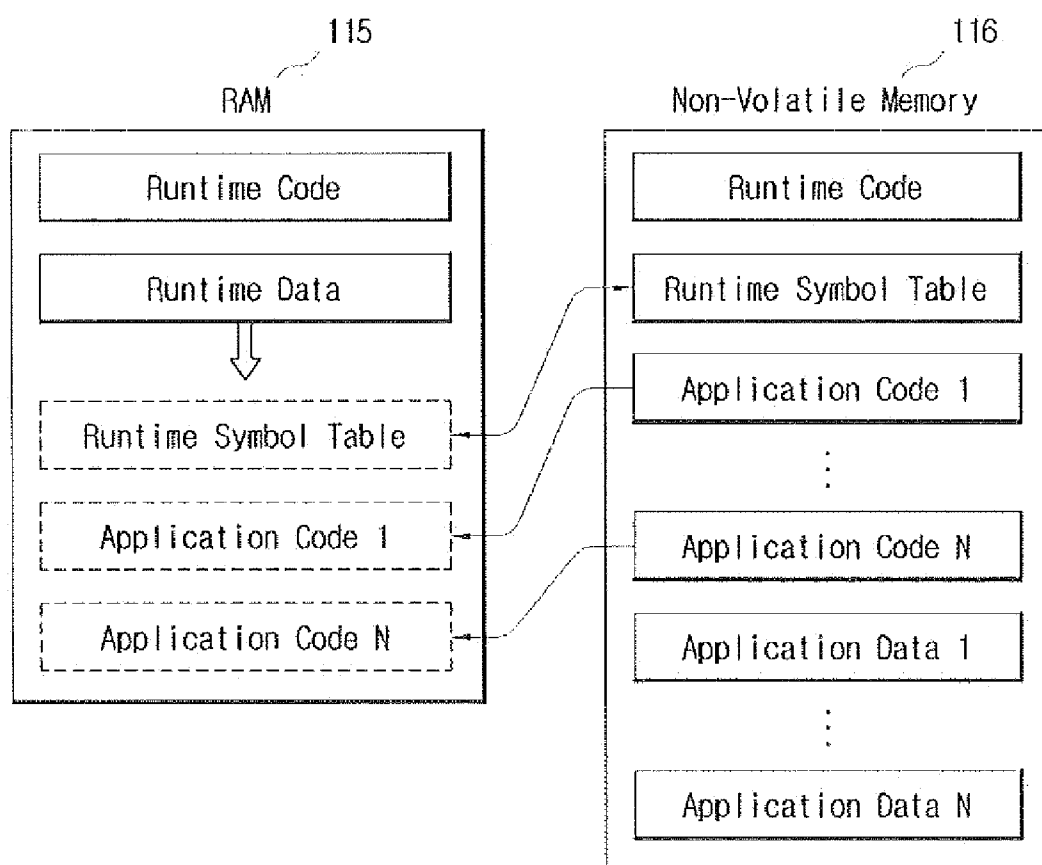 115
RAM
Runtime Code
Runtime Data
Runtime Symbol Table
Application Code 1
Application Code N
116
Non-Volatile Memory
Runtime Code
Runtime Symbol Table
Application Code 1
Application Code N
Application Data 1
Application Data N